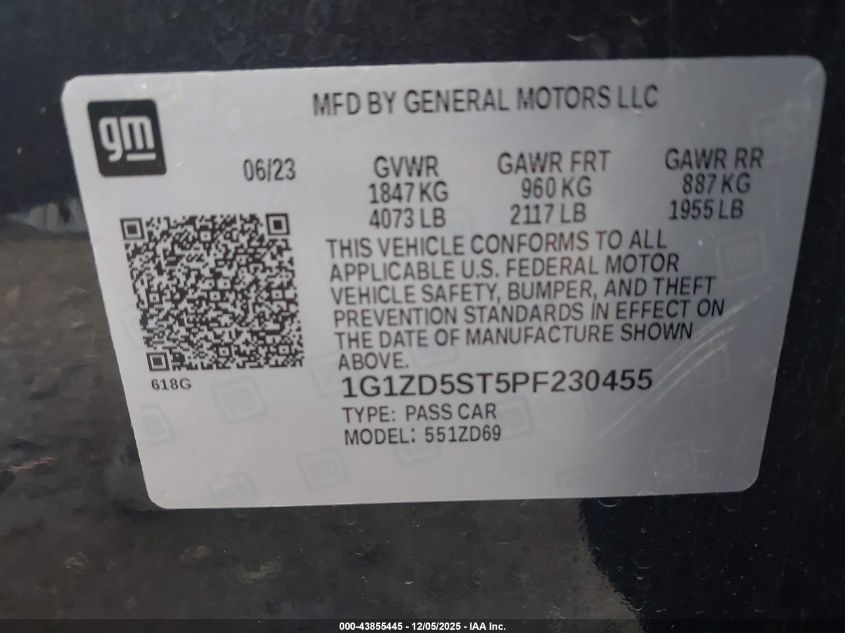 MFD BY GENERAL MOTORS LLC
gm
06/23
GVWR GAWR FRT GAWR RR
1847 KG 960 KG 887 KG
4073 LB 2117 LB 1955 LB
THIS VEHICLE CONFORMS TO ALL
APPLICABLE U.S. FEDERAL MOTOR
VEHICLE SAFETY, BUMPER, AND THEFT
PREVENTION STANDARDS IN EFFECT ON
THE DATE OF MANUFACTURE SHOWN
ABOVE.
618G
1G1ZD5ST5PF230455
TYPE: PASS CAR
MODEL: 551ZD69
000-43855445 - 12/05/2025 - IAA Inc.